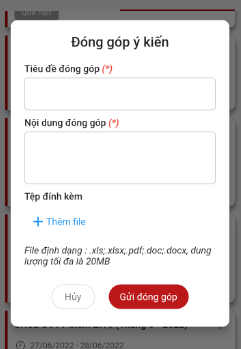 Đóng góp ý kiến
Tiêu đề đóng góp (*)
Nội dung đóng góp (*)
Tệp đính kèm
+ Thêm file
File định dạng : .xls;.xlsx;.pdf;.doc;.docx, dung
lượng tối đa là 20MB
Hủy
Gửi đóng góp
27/06/2022 - 28/06/2022